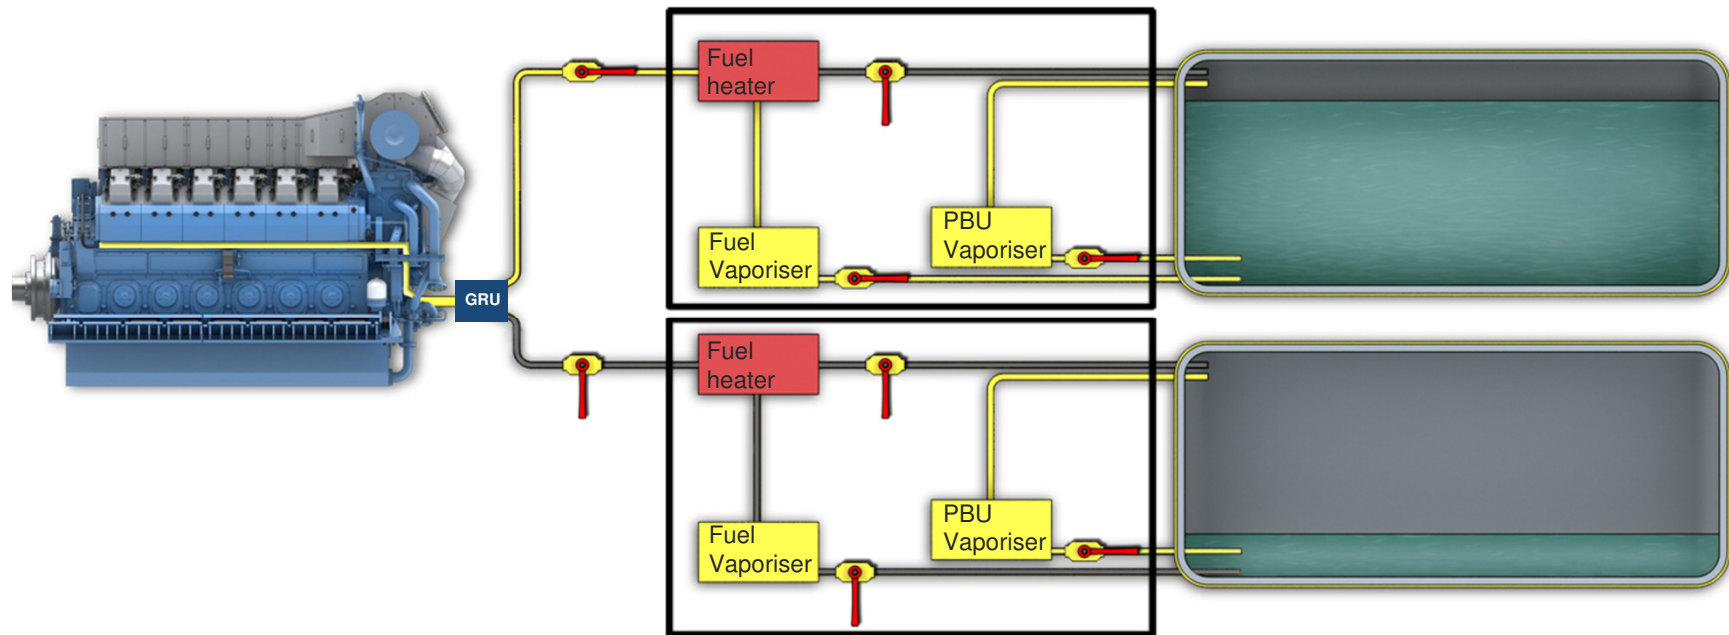 Fuel
heater
PBU
Vaporiser
Fuel
Vaporiser
GRU
Fuel
heater
PBU
Vaporiser
Fuel
Vaporiser